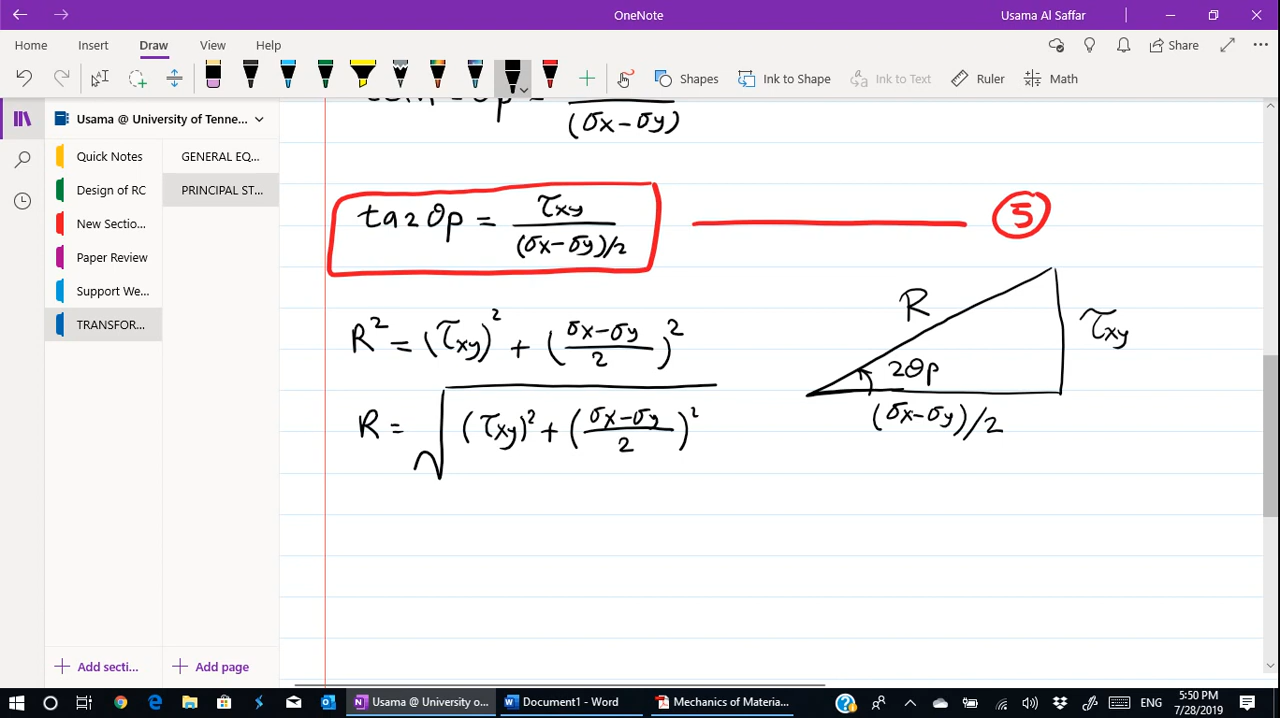 OneNote
Usama Al Saffar
Home Insert Draw View Help
Share
Shapes Ink to Shape Ink to Text Ruler Math
Usama @ University of Tenne...
Quick Notes
Design of RC
New Sectio...
Paper Review
Support We...
TRANSFOR...
GENERAL EQ...
PRINCIPAL ST...
(σx-σy)
ta2θp = τxy / (σx-σy)/2 5
R² = (τxy)² + ((σx-σy)/2)²
R = √((τxy)² + ((σx-σy)/2)²)
R
τxy
2θp
(σx-σy)/2
Add secti... Add page
Usama @ University o... Document1 - Word Mechanics of Materia...
ENG
5:50 PM
7/28/2019